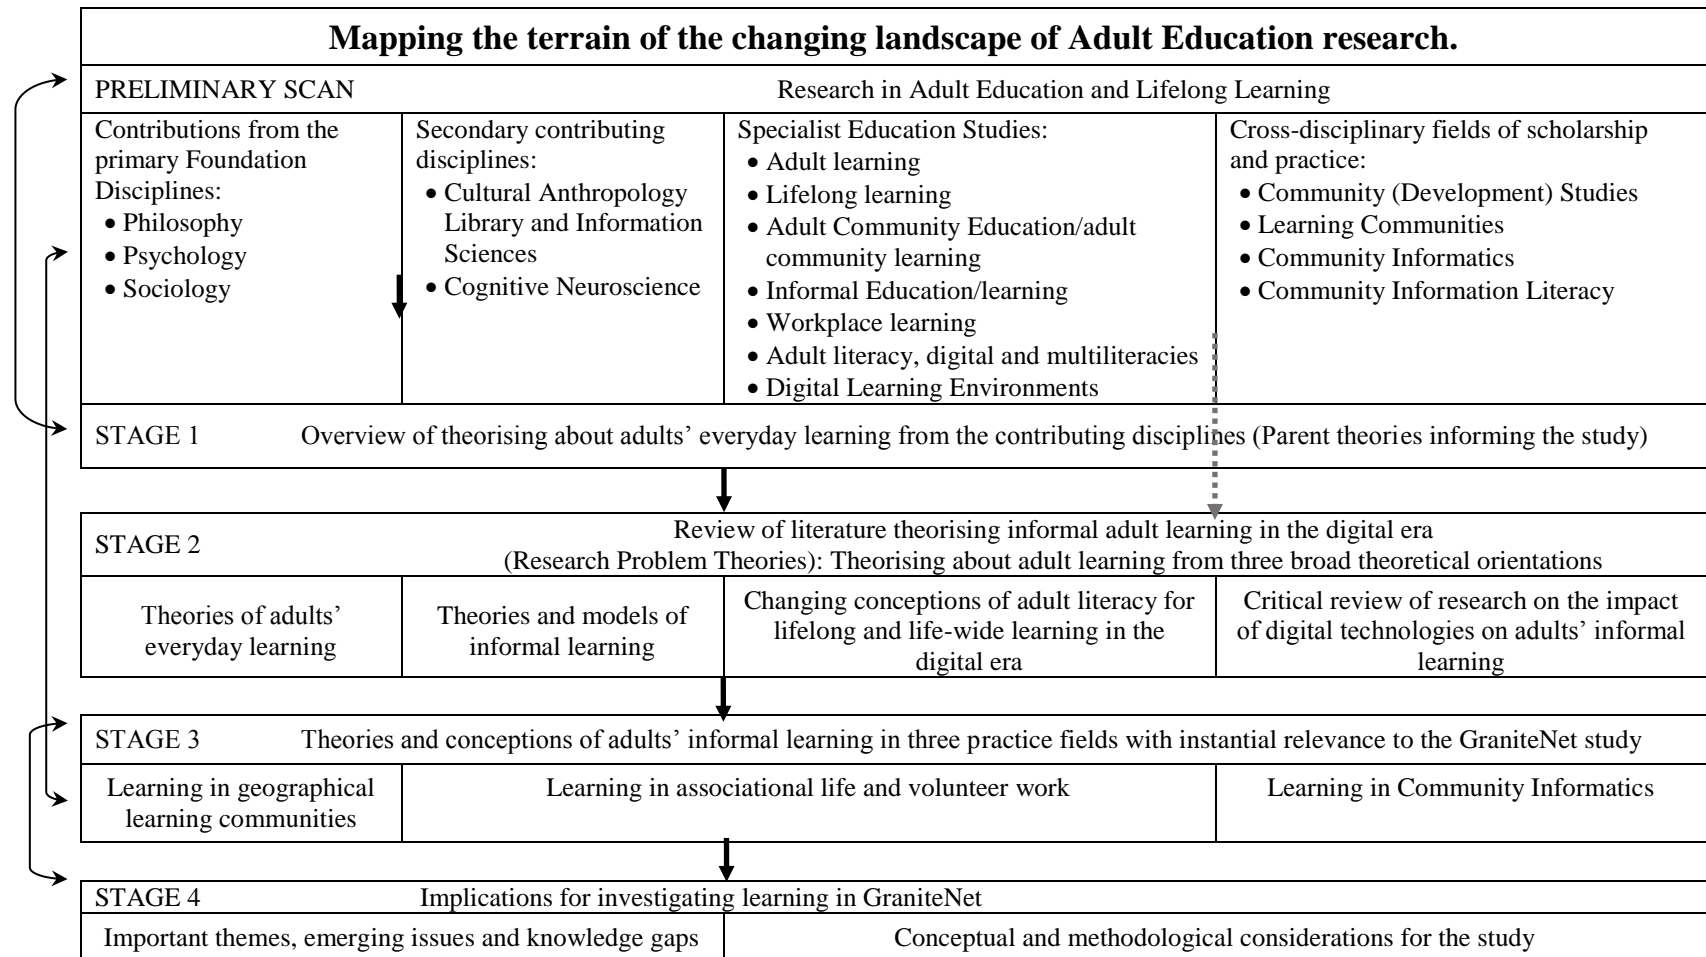 Mapping the terrain of the changing landscape of Adult Education research.
PRELIMINARY SCAN
Research in Adult Education and Lifelong Learning
Contributions from the
primary Foundation
Disciplines:
• Philosophy
• Psychology
• Sociology
Secondary contributing
disciplines:
• Cultural Anthropology
Library and Information
Sciences
• Cognitive Neuroscience
Specialist Education Studies:
• Adult learning
• Lifelong learning
• Adult Community Education/adult
community learning
• Informal Education/learning
• Workplace learning
• Adult literacy, digital and multiliteracies
• Digital Learning Environments
Cross-disciplinary fields of scholarship
and practice:
• Community (Development) Studies
• Learning Communities
• Community Informatics
• Community Information Literacy
STAGE 1
Overview of theorising about adults’ everyday learning from the contributing disciplines (Parent theories informing the study)
STAGE 2
Review of literature theorising informal adult learning in the digital era
(Research Problem Theories): Theorising about adult learning from three broad theoretical orientations
Theories of adults’
everyday learning
Theories and models of
informal learning
Changing conceptions of adult literacy for
lifelong and life-wide learning in the
digital era
Critical review of research on the impact
of digital technologies on adults’ informal
learning
STAGE 3
Theories and conceptions of adults’ informal learning in three practice fields with instantial relevance to the GraniteNet study
Learning in geographical
learning communities
Learning in associational life and volunteer work
Learning in Community Informatics
STAGE 4
Implications for investigating learning in GraniteNet
Important themes, emerging issues and knowledge gaps
Conceptual and methodological considerations for the study